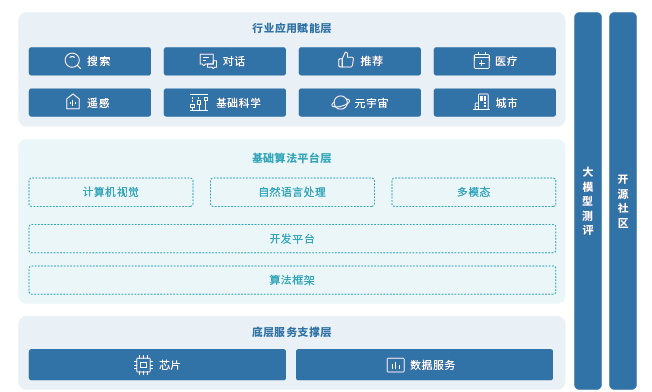 行业应用赋能层
搜索
对话
推荐
医疗
遥感
基础科学
元宇宙
城市
基础算法平台层
计算机视觉
自然语言处理
多模态
开发平台
算法框架
底层服务支撑层
芯片
数据服务
大模型测评
开源社区